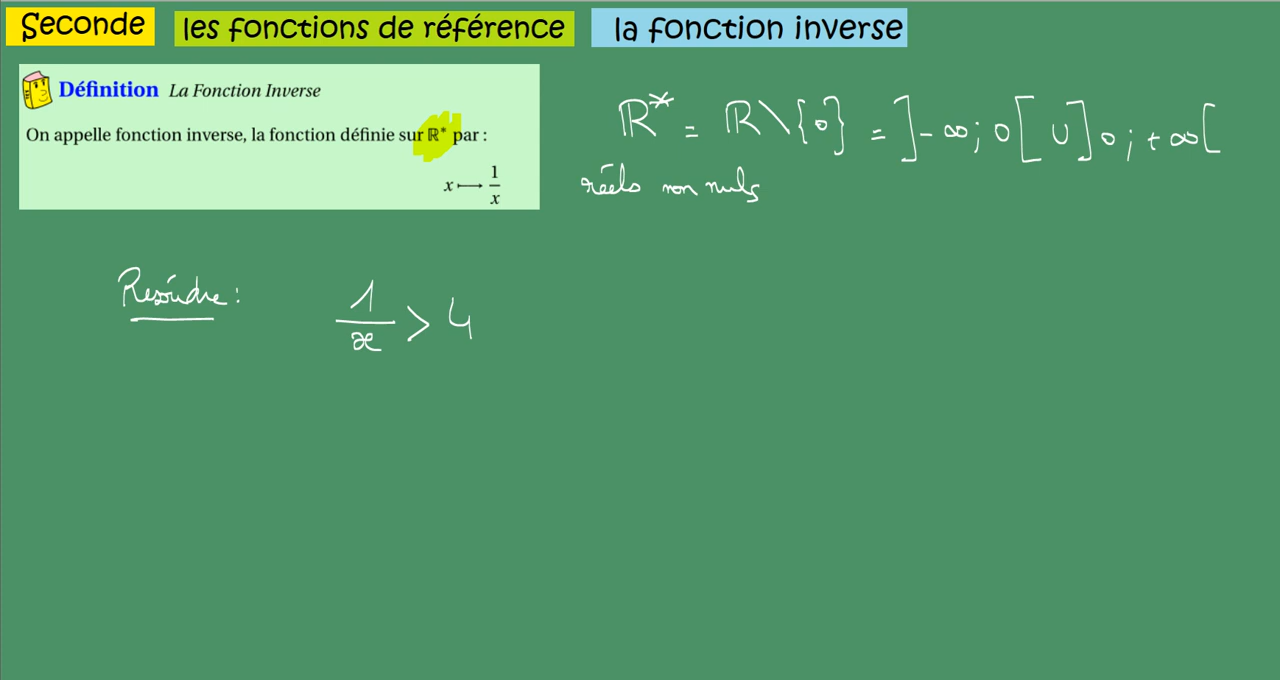 Seconde les fonctions de référence la fonction inverse
Définition La Fonction Inverse
On appelle fonction inverse, la fonction définie sur ℝ* par :
x ⟼ 1/x
ℝ* = ℝ\{0} = ]-∞; 0[ ∪ ]0; +∞[
réels non nuls
Resoudre : 1/x > 4